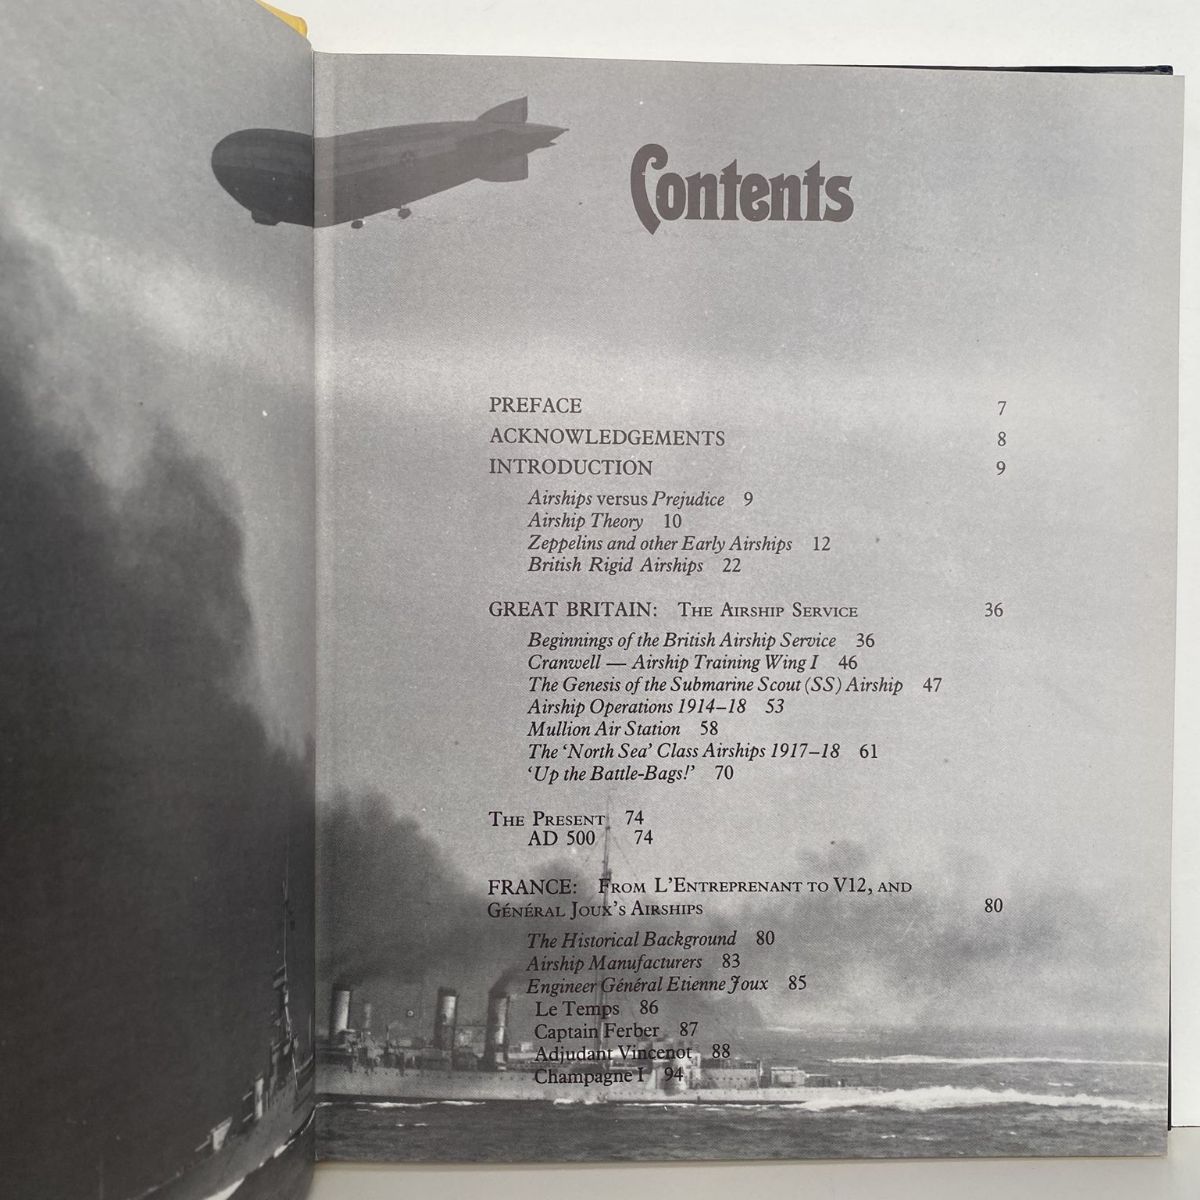 Contents
PREFACE 7
ACKNOWLEDGEMENTS 8
INTRODUCTION 9
Airships versus Prejudice 9
Airship Theory 10
Zeppelins and other Early Airships 12
British Rigid Airships 22
GREAT BRITAIN: THE AIRSHIP SERVICE 36
Beginnings of the British Airship Service 36
Cranwell — Airship Training Wing I 46
The Genesis of the Submarine Scout (SS) Airship 47
Airship Operations 1914–18 53
Mullion Air Station 58
The ‘North Sea’ Class Airships 1917–18 61
‘Up the Battle-Bags!’ 70
THE PRESENT 74
AD 500 74
FRANCE: FROM L’ENTREPRENANT TO V12, AND
GÉNÉRAL JOUX’S AIRSHIPS 80
The Historical Background 80
Airship Manufacturers 83
Engineer Général Etienne Joux 85
Le Temps 86
Captain Ferber 87
Adjudant Vincenot 88
Champagne I 94